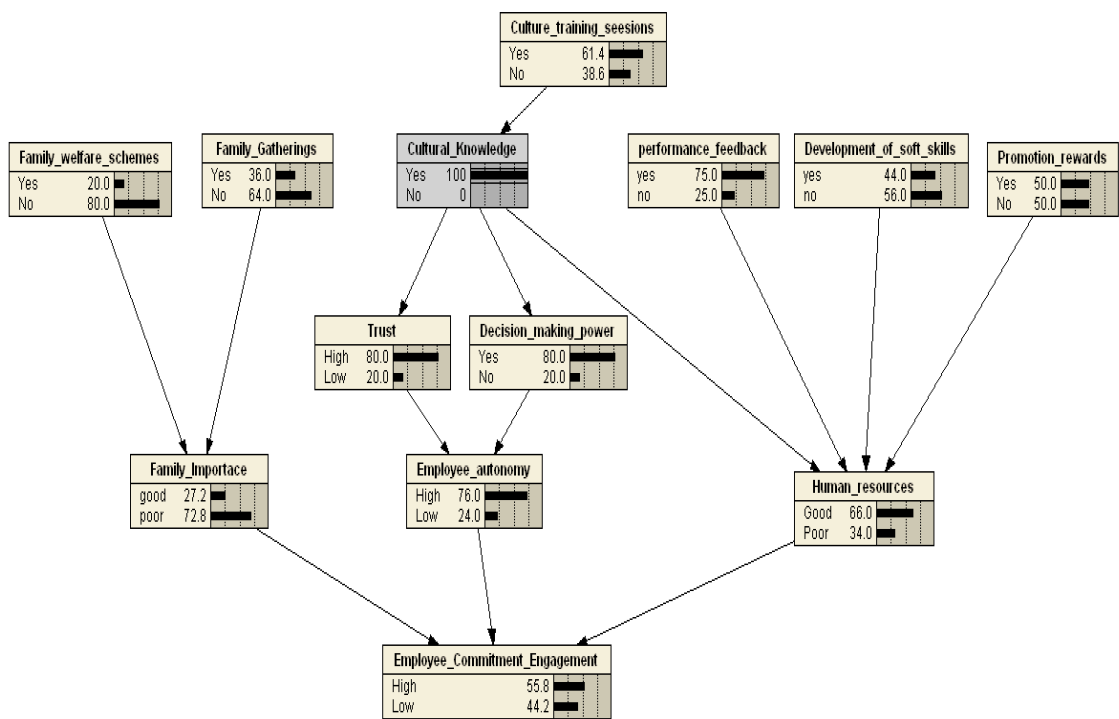 Culture_training_seesions
Yes 61.4
No 38.6
Family_welfare_schemes
Yes 20.0
No 80.0
Family_Gatherings
Yes 36.0
No 64.0
Cultural_Knowledge
Yes 100
No 0
performance_feedback
yes 75.0
no 25.0
Development_of_soft_skills
yes 44.0
no 56.0
Promotion_rewards
Yes 50.0
No 50.0
Trust
High 80.0
Low 20.0
Decision_making_power
Yes 80.0
No 20.0
Family_Importace
good 27.2
poor 72.8
Employee_autonomy
High 76.0
Low 24.0
Human_resources
Good 66.0
Poor 34.0
Employee_Commitment_Engagement
High 55.8
Low 44.2